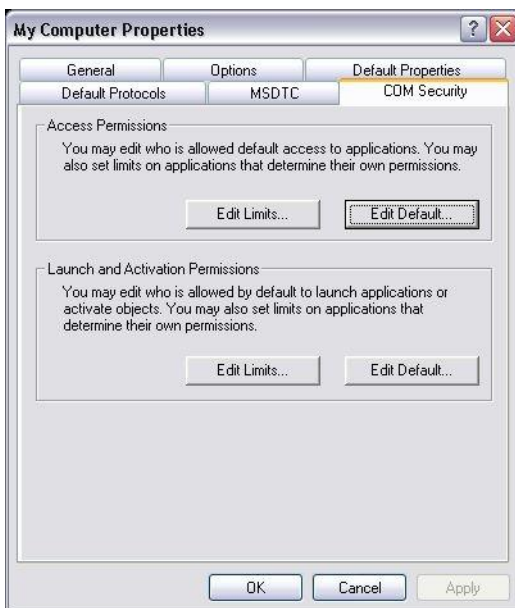 My Computer Properties
?
General Options Default Properties
Default Protocols MSDTC COM Security
Access Permissions
You may edit who is allowed default access to applications. You may
also set limits on applications that determine their own permissions.
Edit Limits... Edit Default...
Launch and Activation Permissions
You may edit who is allowed by default to launch applications or
activate objects. You may also set limits on applications that
determine their own permissions.
Edit Limits... Edit Default...
OK Cancel Apply